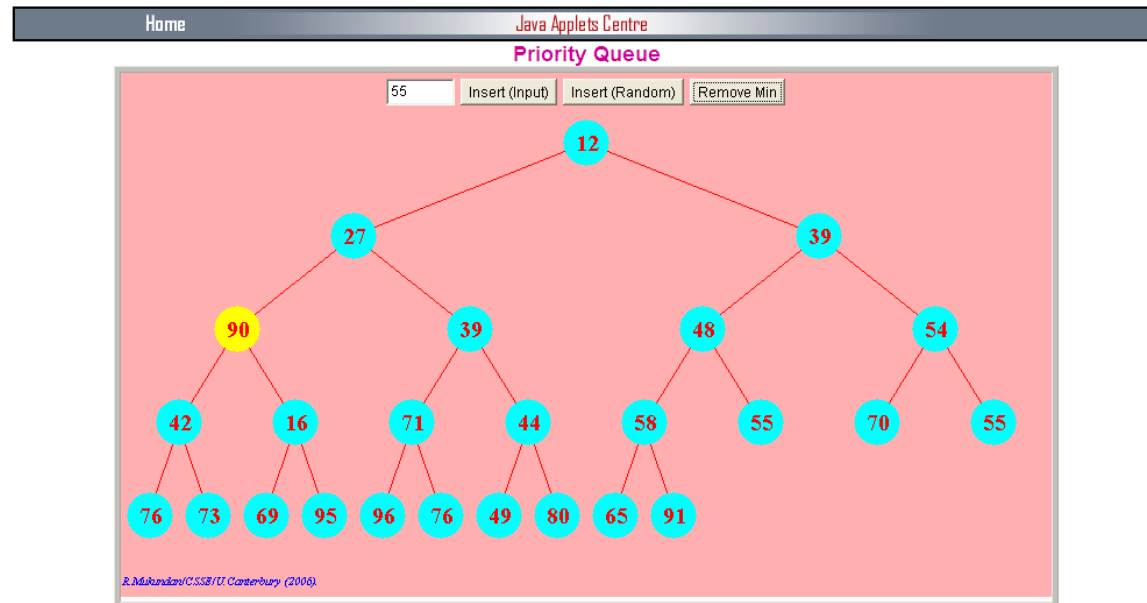 Home Java Applets Centre
Priority Queue
55 Insert (Input) Insert (Random) Remove Min
12
27 39
90 39 48 54
42 16 71 44 58 55 70 55
76 73 69 95 96 76 49 80 65 91
R.Mukundan/CSSE/U.Canterbury (2006).